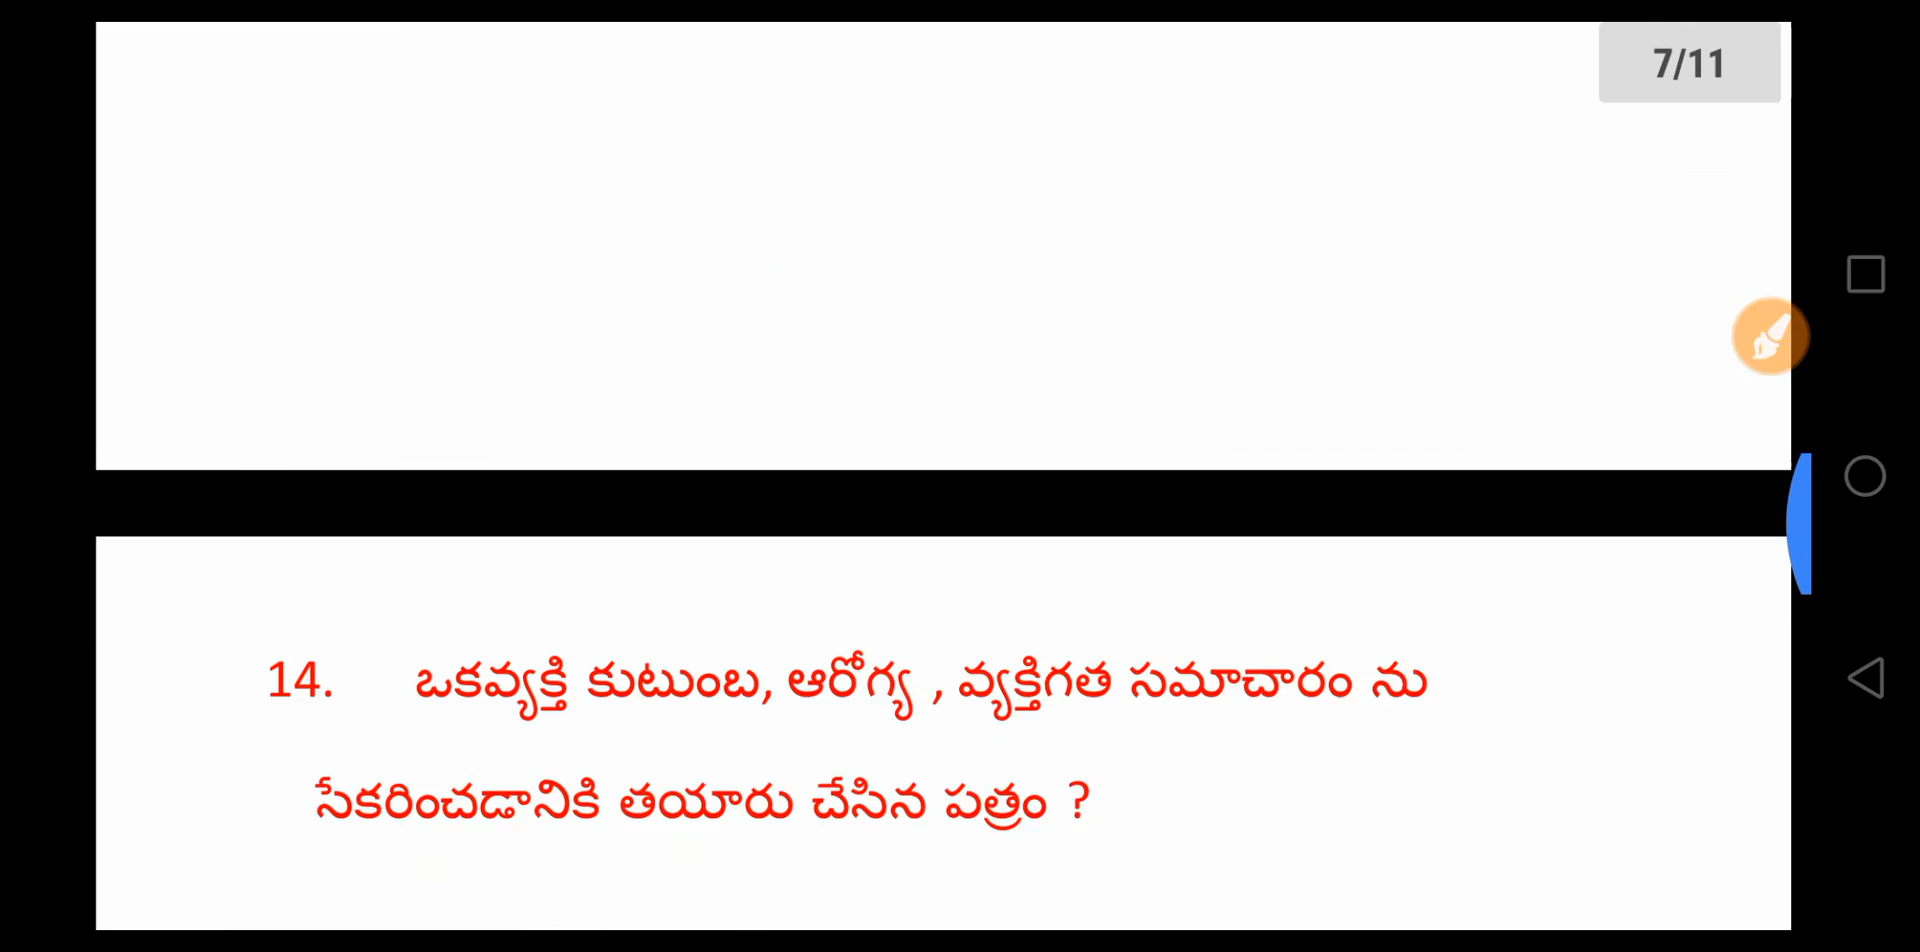 7/11
14. ఒకవ్యక్తి కుటుంబ, ఆరోగ్య , వ్యక్తిగత సమాచారం ను
సేకరించడానికి తయారు చేసిన పత్రం ?